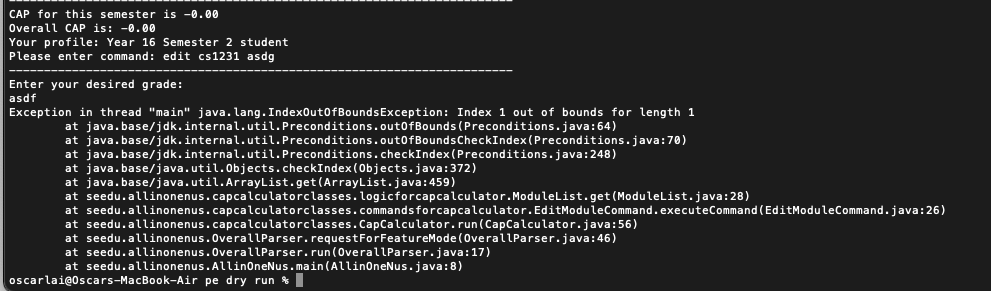 ------------------------------------------------------------------------
CAP for this semester is -0.00
Overall CAP is: -0.00
Your profile: Year 16 Semester 2 student
Please enter command: edit cs1231 asdg
------------------------------------------------------------------------
Enter your desired grade:
asdf
Exception in thread "main" java.lang.IndexOutOfBoundsException: Index 1 out of bounds for length 1
at java.base/jdk.internal.util.Preconditions.outOfBounds(Preconditions.java:64)
at java.base/jdk.internal.util.Preconditions.outOfBoundsCheckIndex(Preconditions.java:70)
at java.base/jdk.internal.util.Preconditions.checkIndex(Preconditions.java:248)
at java.base/java.util.Objects.checkIndex(Objects.java:372)
at java.base/java.util.ArrayList.get(ArrayList.java:459)
at seedu.allinonenus.capcalculatorclasses.logicforcapcalculator.ModuleList.get(ModuleList.java:28)
at seedu.allinonenus.capcalculatorclasses.commandsforcapcalculator.EditModuleCommand.executeCommand(EditModuleCommand.java:26)
at seedu.allinonenus.capcalculatorclasses.CapCalculator.run(CapCalculator.java:56)
at seedu.allinonenus.OverallParser.requestForFeatureMode(OverallParser.java:46)
at seedu.allinonenus.OverallParser.run(OverallParser.java:17)
at seedu.allinonenus.AllinOneNus.main(AllinOneNus.java:8)
oscarlai@Oscars-MacBook-Air pe dry run %